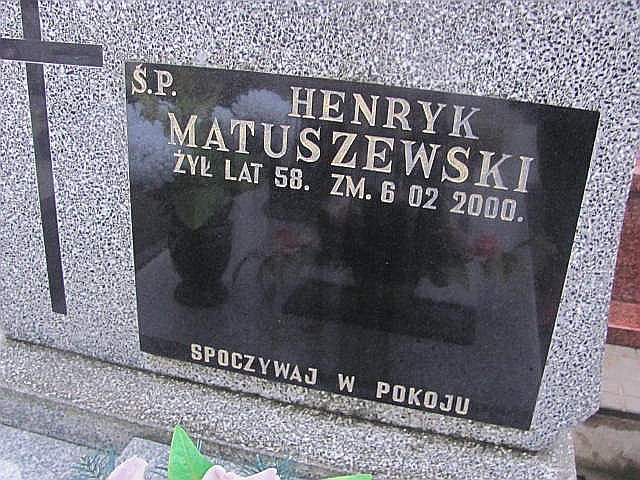 Ś.P. HENRYK
MATUSZEWSKI
ŻYŁ LAT 58. ZM. 6 02 2000.
SPOCZYWAJ W POKOJU